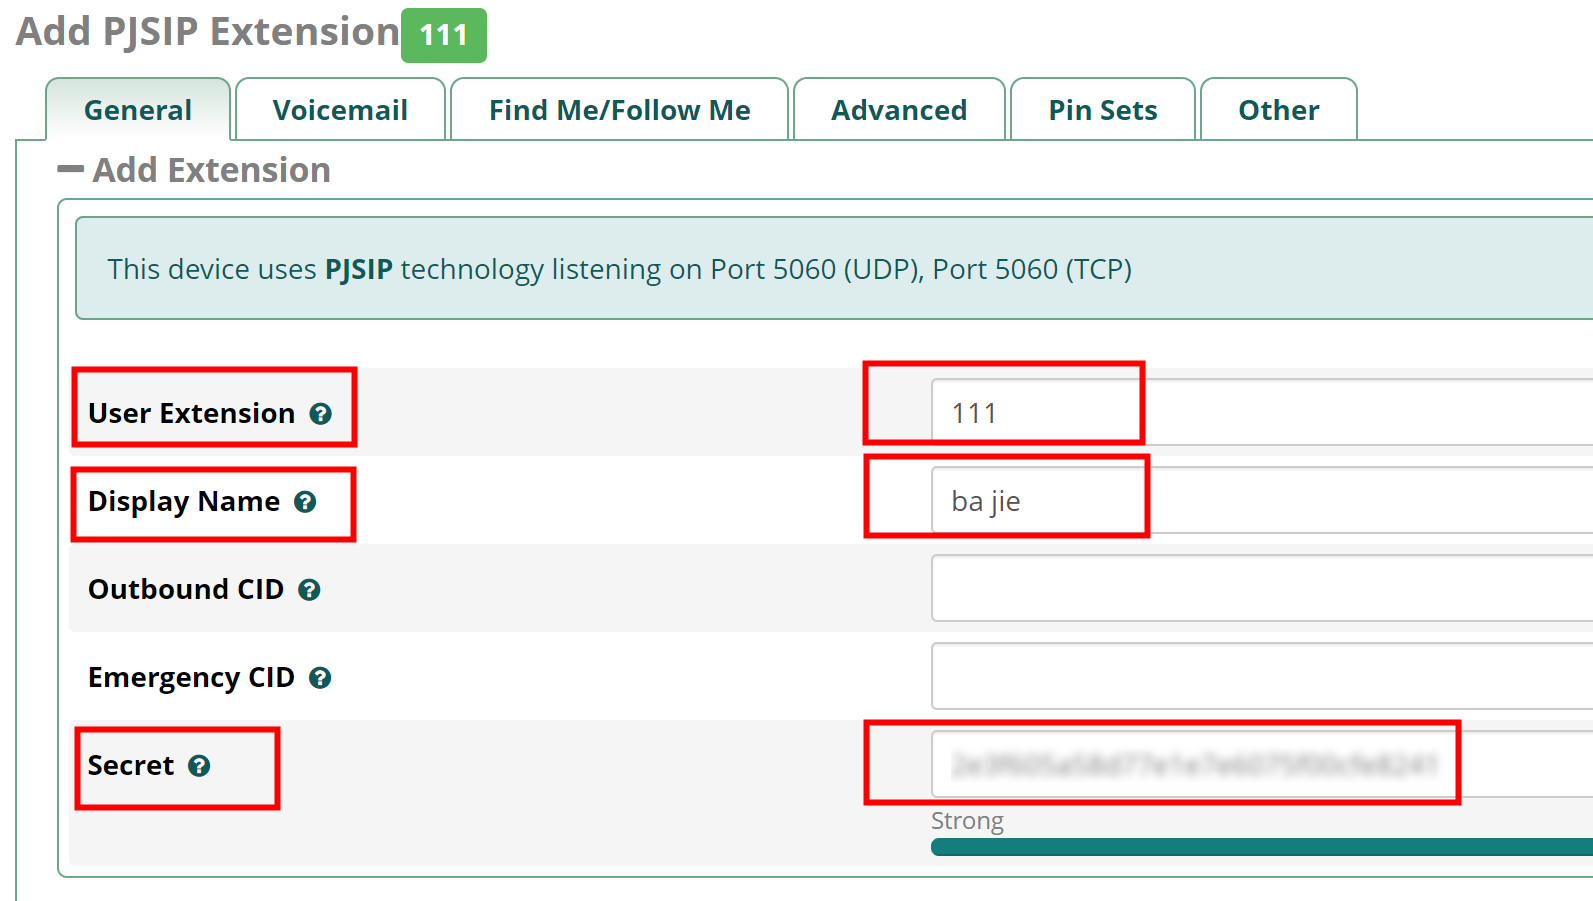 Add PJSIP Extension 111
General Voicemail Find Me/Follow Me Advanced Pin Sets Other
Add Extension
This device uses PJSIP technology listening on Port 5060 (UDP), Port 5060 (TCP)
User Extension ? 111
Display Name ? ba jie
Outbound CID ?
Emergency CID ?
Secret ?
Strong